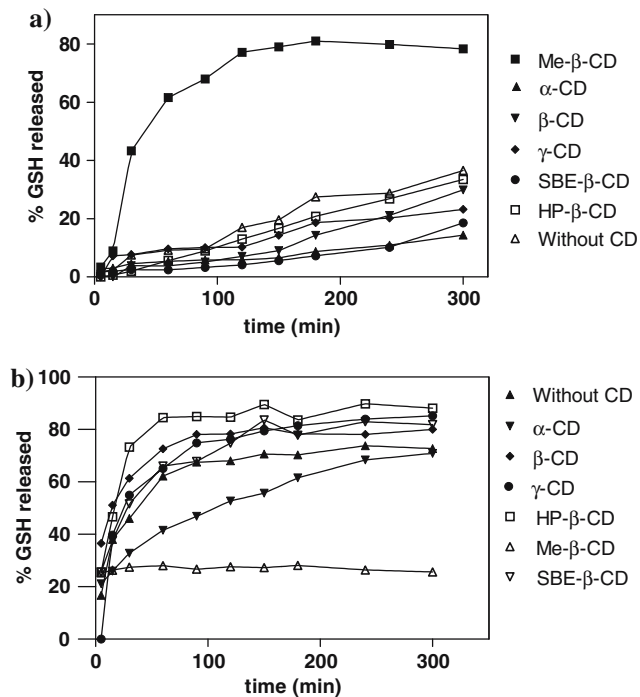 a)
% GSH released
80
60
40
20
0
0 100 200 300
time (min)
Me-β-CD
α-CD
β-CD
γ-CD
SBE-β-CD
HP-β-CD
Without CD
b)
% GSH released
100
80
60
40
20
0
0 100 200 300
time (min)
Without CD
α-CD
β-CD
γ-CD
HP-β-CD
Me-β-CD
SBE-β-CD